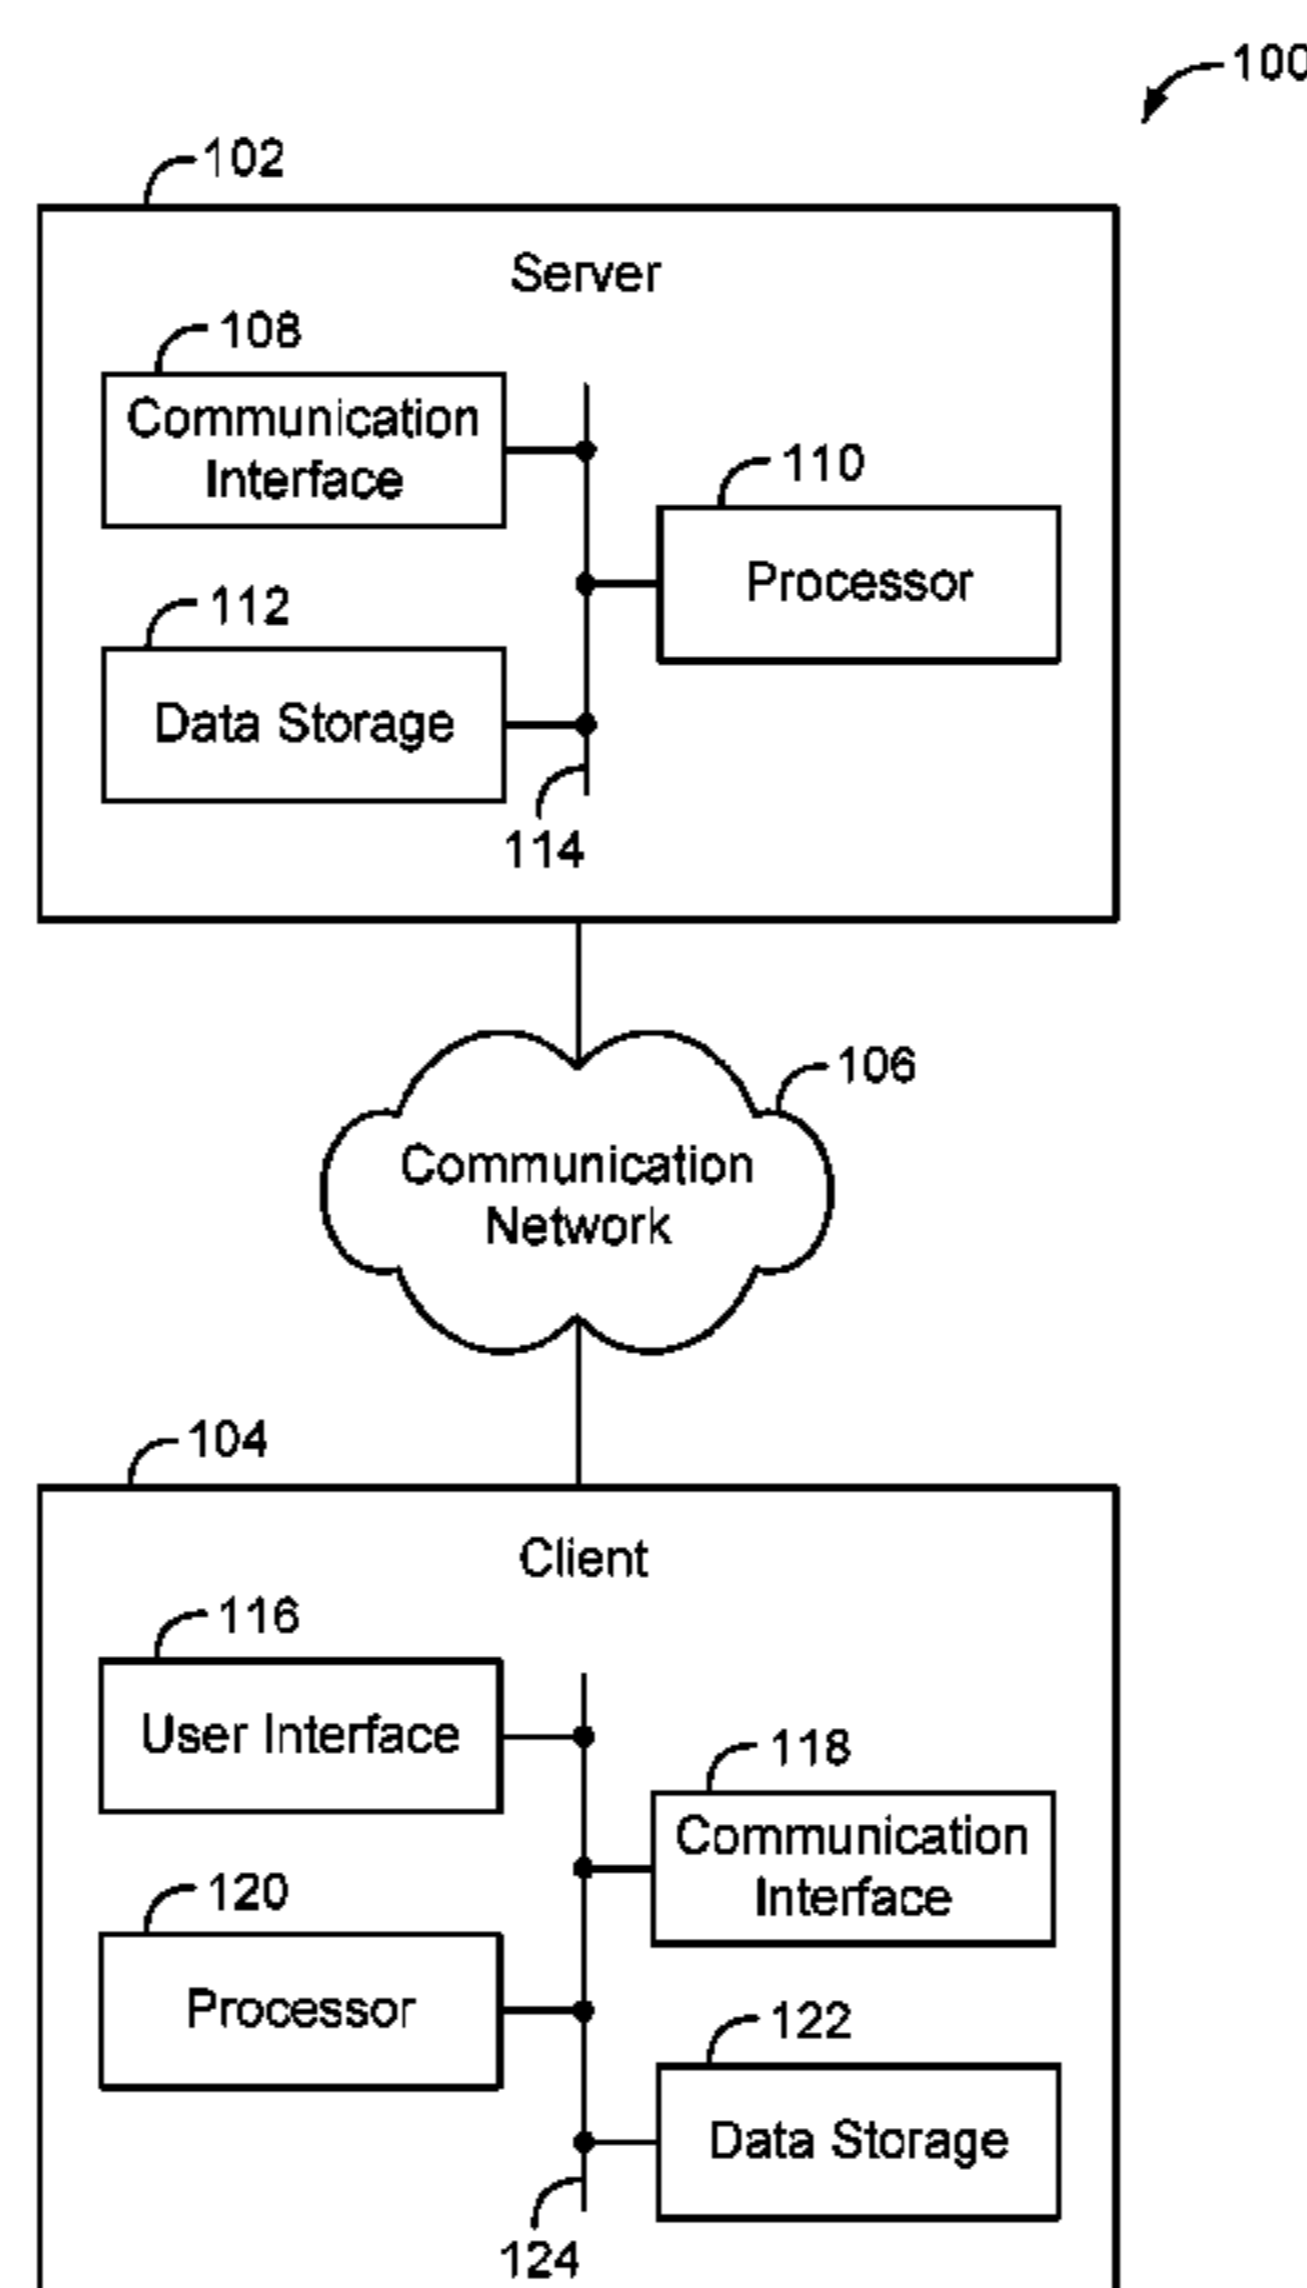 100
102
Server
108
Communication
Interface
110
Processor
112
Data Storage
114
106
Communication
Network
104
Client
116
User Interface
118
Communication
Interface
120
Processor
122
Data Storage
124